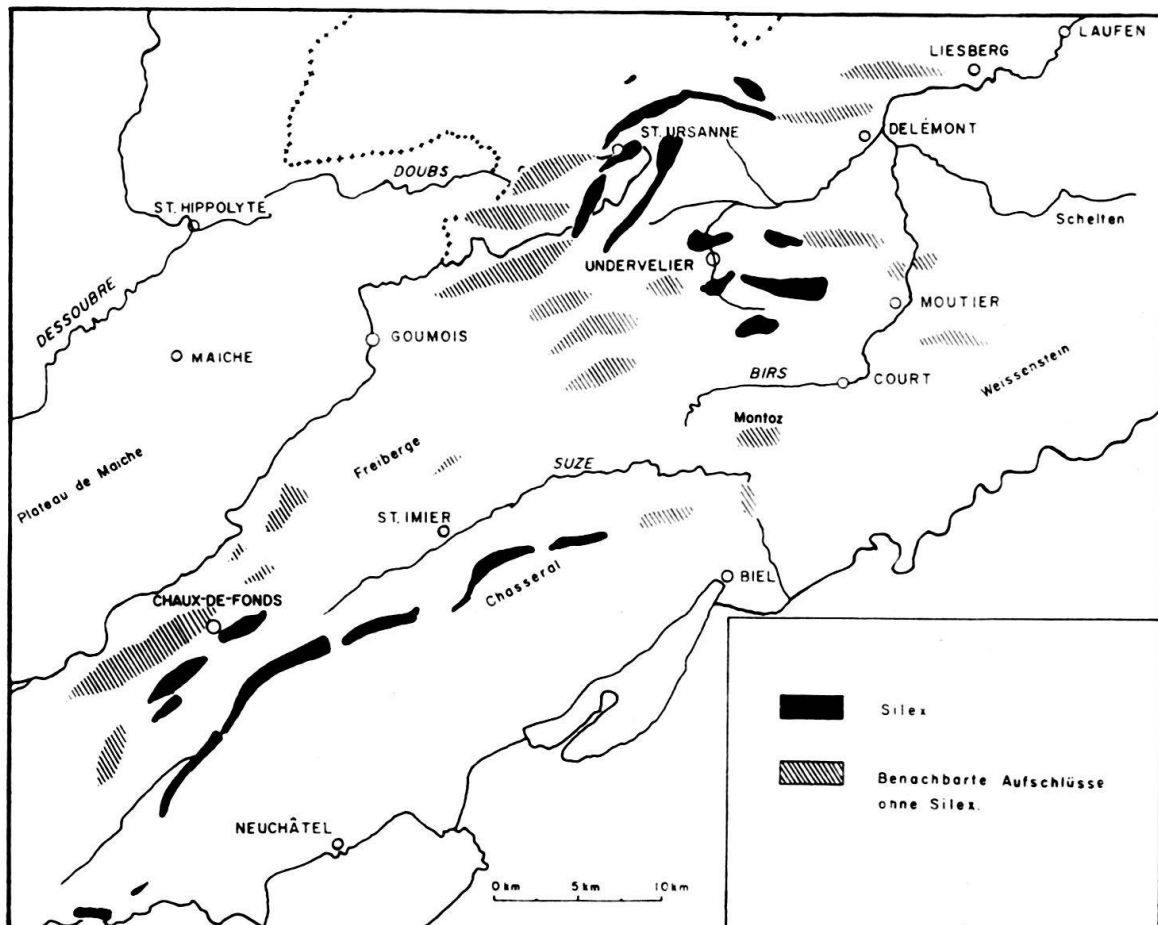 LAUFEN
LIESBERG
DELÉMONT
ST. URSANNE
DOUBS
ST. HIPPOLYTE
Schelten
UNDERVELIER
DESSOUBRE
MOUTIER
GOUMOIS
MAICHE
BIRS
COURT
Weissenstein
Montoz
Freiberge
SUZE
Plateau de Maiche
ST. IMIER
Chasseral
BIEL
CHAUX-DE-FONDS
Silex
Benachbarte Aufschlüsse
ohne Silex.
NEUCHÂTEL
0 km 5 km 10 km